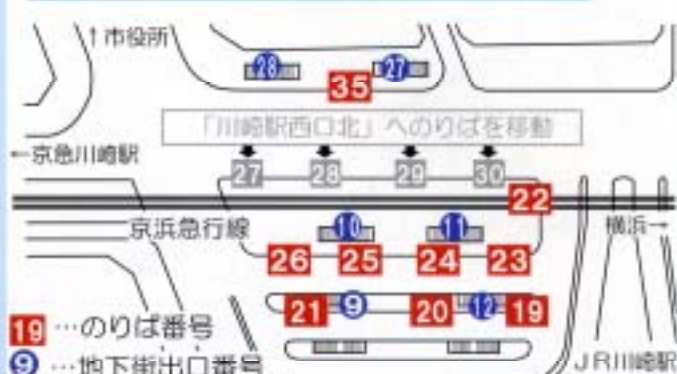 ↑市役所
28 27
35
「川崎駅西口北」へのりばを移動
←京急川崎駅
27 28 29 30
22
京浜急行線 10 11 横浜→
26 25 24 23
21 9 20 12 19
19 …のりば番号
9 …地下街出口番号
JR川崎駅